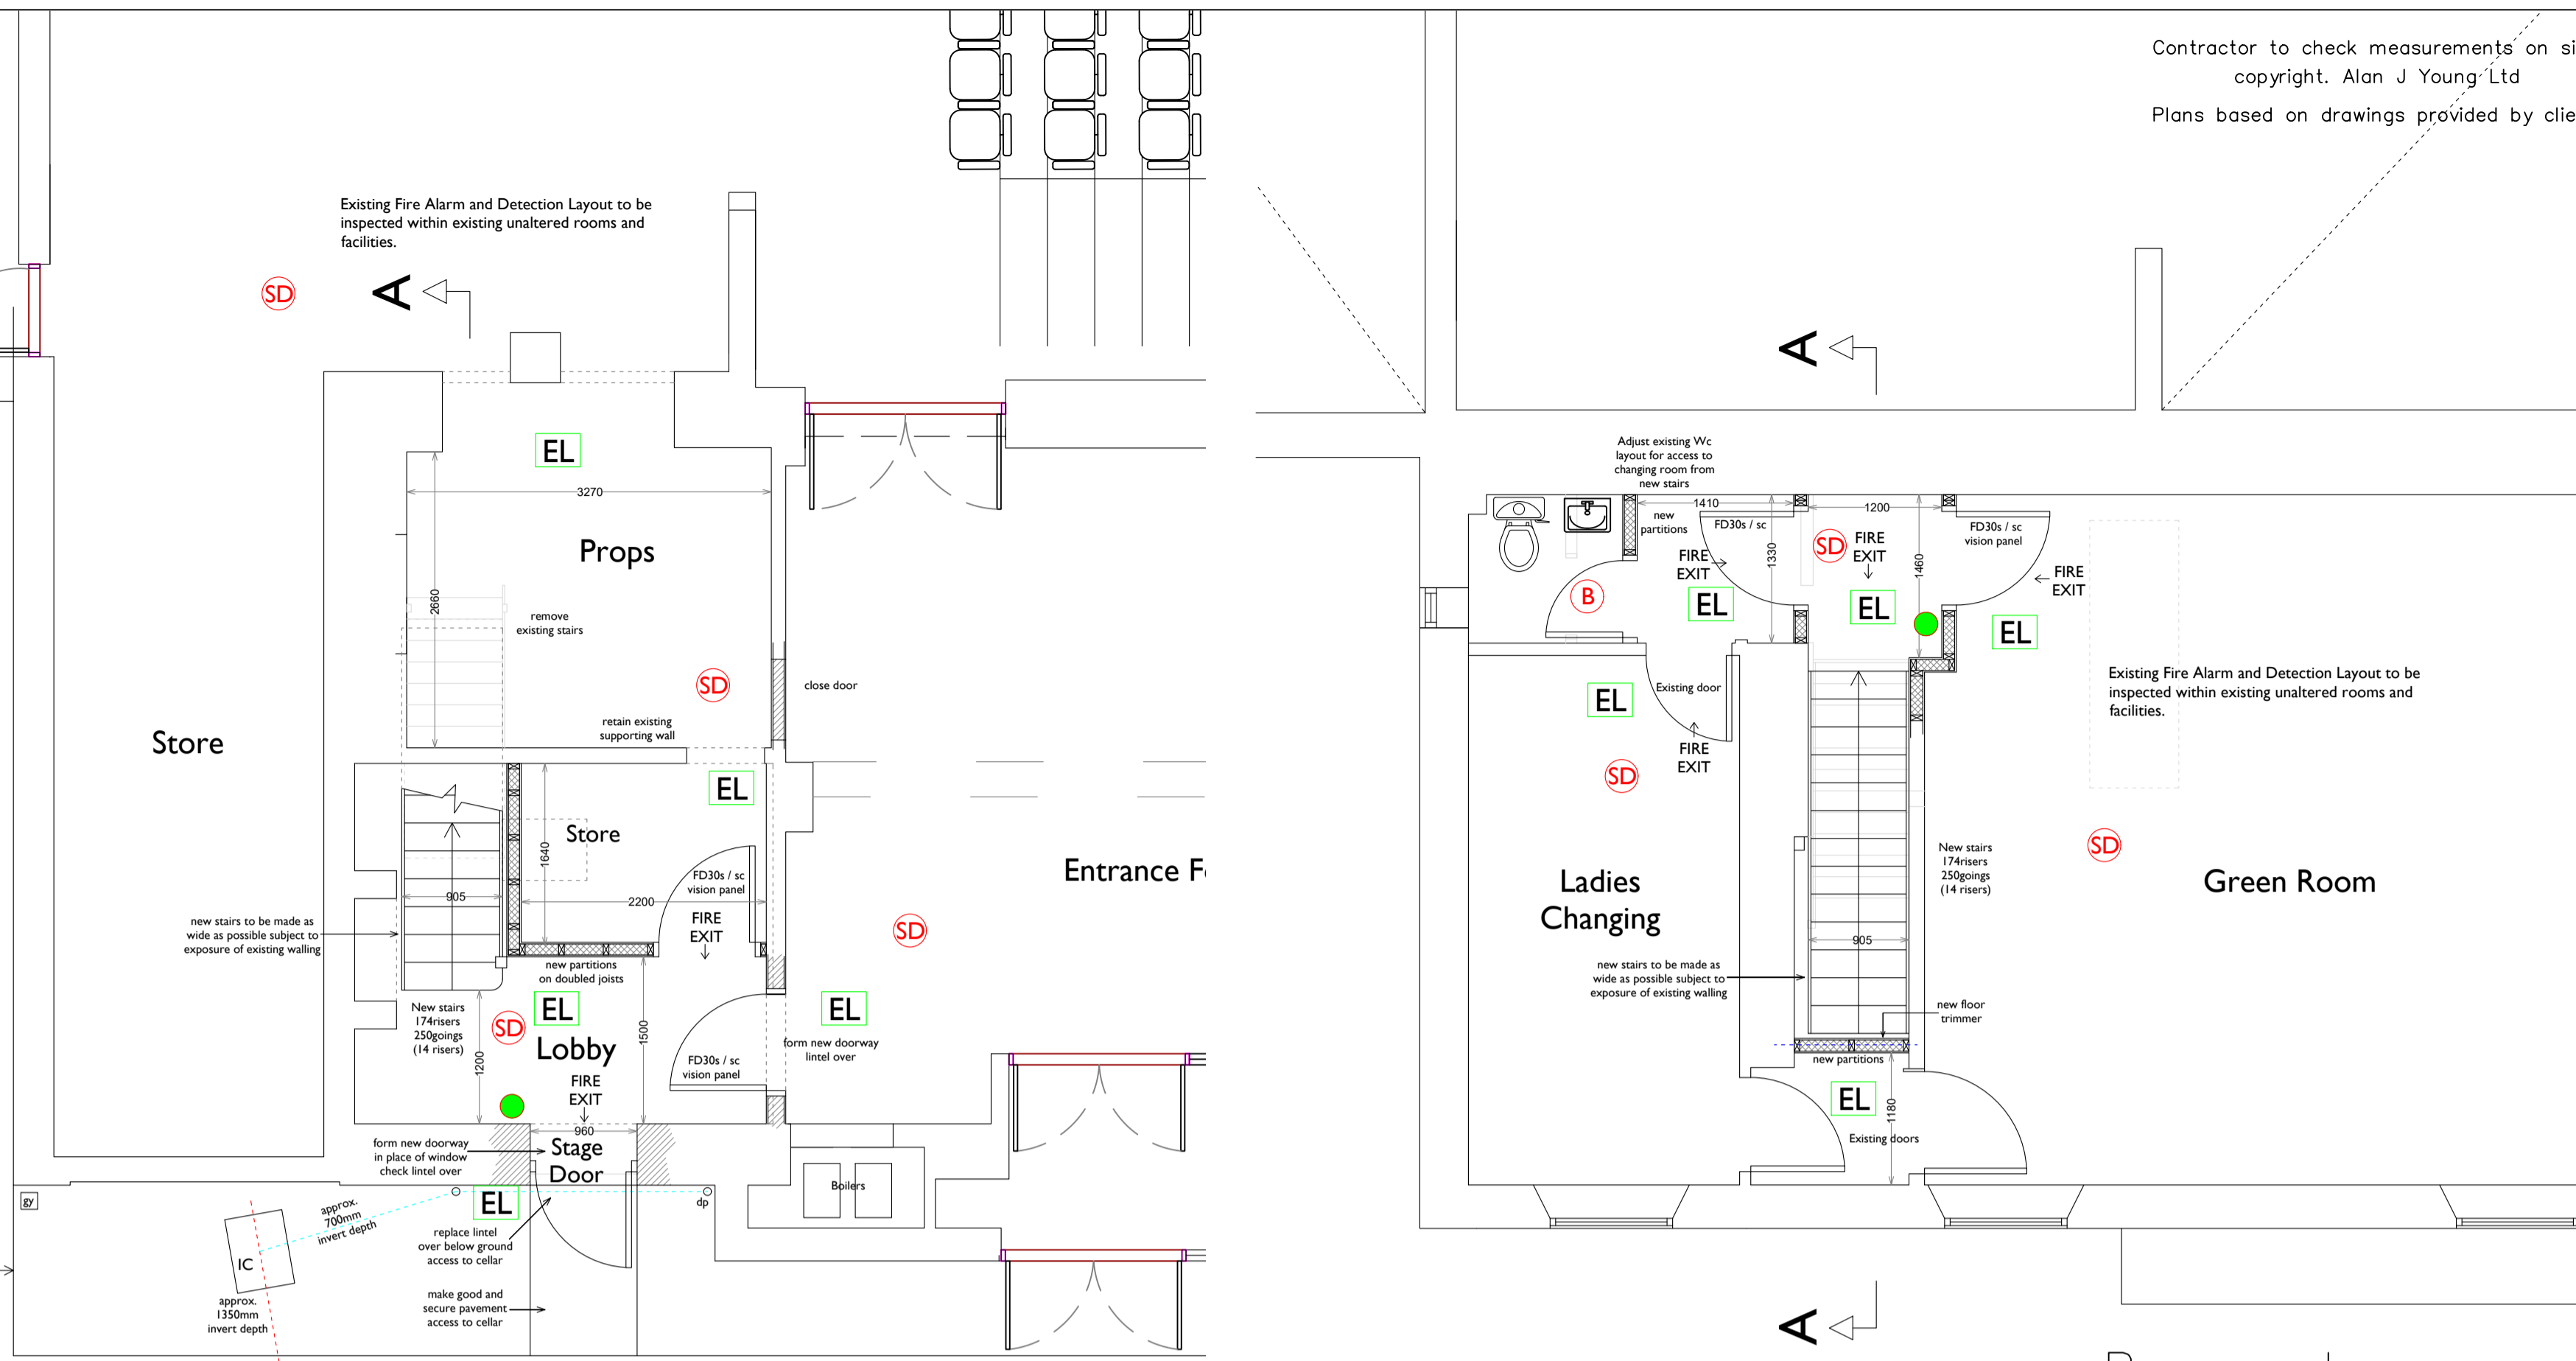 Contractor to check measurements on si
copyright. Alan J Young Ltd
Plans based on drawings provided by clie
Existing Fire Alarm and Detection Layout to be
inspected within existing unaltered rooms and
facilities.
SD
A
EL
3270
Props
2660
remove
existing stairs
SD
close door
retain existing
supporting wall
Store
EL
Store
1640
905
2200
FD30s / sc
vision panel
FIRE
EXIT
Entrance F
SD
new stairs to be made as
wide as possible subject to
exposure of existing walling
new partitions
on doubled joists
New stairs
174risers
250goings
(14 risers)
1200
SD
EL
Lobby
1500
EL
form new doorway
lintel over
FD30s / sc
vision panel
FIRE
EXIT
960
form new doorway
in place of window
check lintel over
Stage
Door
Boilers
gy
approx.
700mm
invert depth
EL
dp
IC
replace lintel
over below ground
access to cellar
approx.
1350mm
invert depth
make good and
secure pavement
access to cellar
A
Adjust existing Wc
layout for access to
changing room from
new stairs
1410
1200
new
partitions
FD30s / sc
1330
SD
FIRE
EXIT
FD30s / sc
vision panel
FIRE
EXIT
1460
FIRE
EXIT
B
EL
EL
EL
Existing door
EL
FIRE
EXIT
SD
Existing Fire Alarm and Detection Layout to be
inspected within existing unaltered rooms and
facilities.
SD
New stairs
174risers
250goings
(14 risers)
Ladies
Changing
Green Room
905
new stairs to be made as
wide as possible subject to
exposure of existing walling
new floor
trimmer
new partitions
EL
1180
Existing doors
A